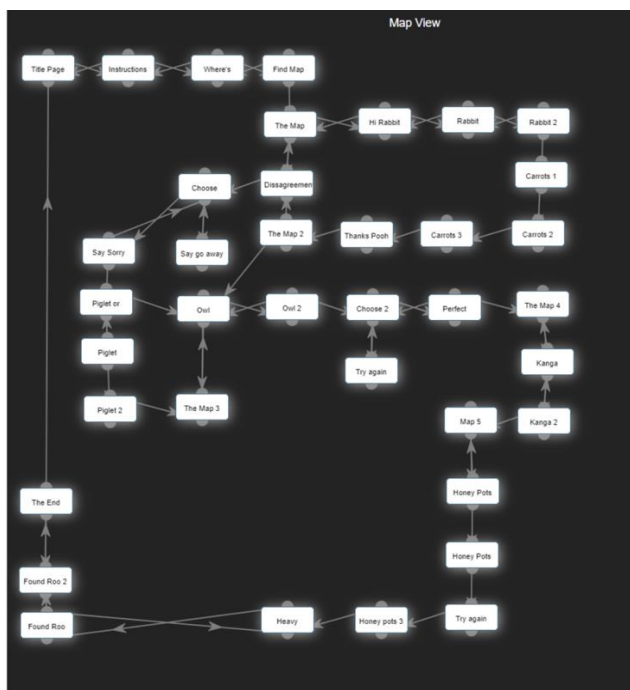 Map View
Title Page
Instructions
Where's
Find Map
The Map
Hi Rabbit
Rabbit
Rabbit 2
Carrots 1
Choose
Dissagreemen
Say Sorry
Say go away
The Map 2
Thanks Pooh
Carrots 3
Carrots 2
Piglet or
Owl
Owl 2
Choose 2
Perfect
The Map 4
Piglet
Try again
Kanga
Piglet 2
The Map 3
Map 5
Kanga 2
The End
Honey Pots
Honey Pots
Found Roo 2
Found Roo
Heavy
Honey pots 3
Try again